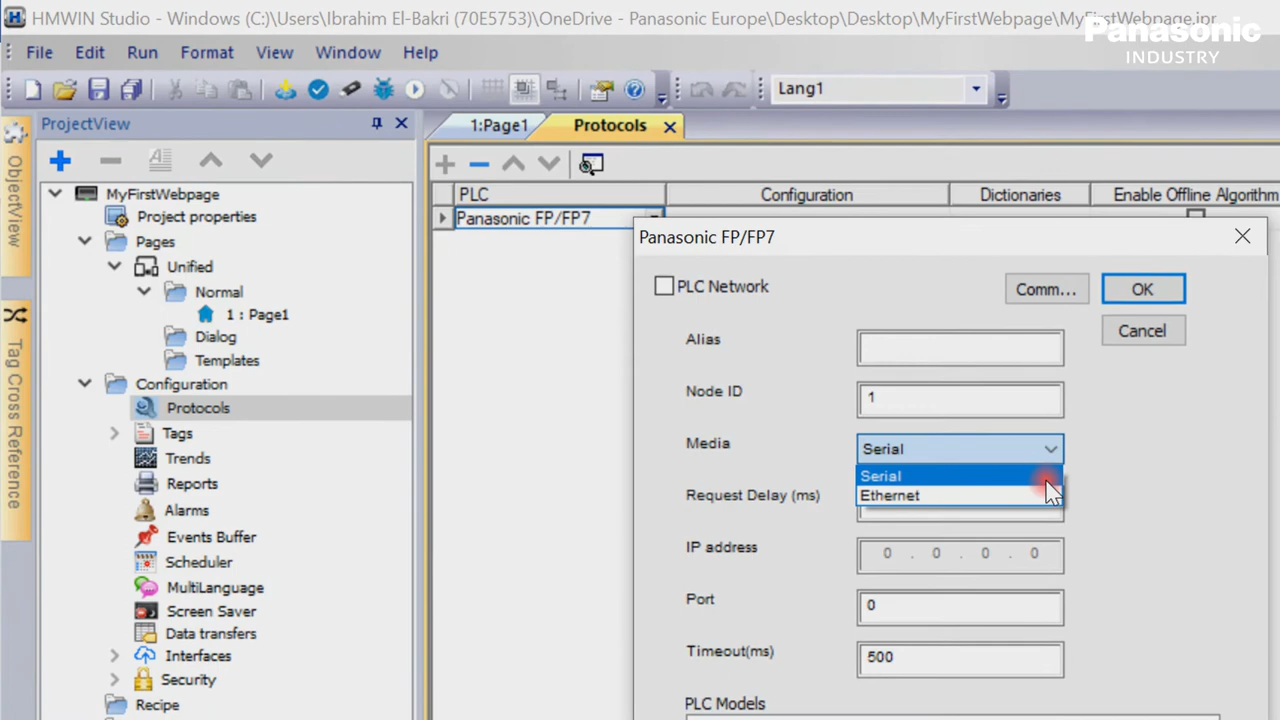 HMWIN Studio - Windows (C:)\Users\Ibrahim El-Bakri (70E5753)\OneDrive - Panasonic Europe\Desktop\Desktop\MyFirstWebpage\MyFirstWebpage.jpr
Panasonic
INDUSTRY
File Edit Run Format View Window Help
Lang1
ProjectView
1:Page1 Protocols
ObjectView
Tag Cross Reference
MyFirstWebpage
Project properties
Pages
Unified
Normal
1 : Page1
Dialog
Templates
Configuration
Protocols
Tags
Trends
Reports
Alarms
Events Buffer
Scheduler
MultiLanguage
Screen Saver
Data transfers
Interfaces
Security
Recipe
PLC Configuration Dictionaries Enable Offline Algorithm
Panasonic FP/FP7
Panasonic FP/FP7
PLC Network Comm... OK
Cancel
Alias
Node ID 1
Media Serial
Serial
Request Delay (ms) Ethernet
IP address 0 . 0 . 0 . 0
Port 0
Timeout(ms) 500
PLC Models